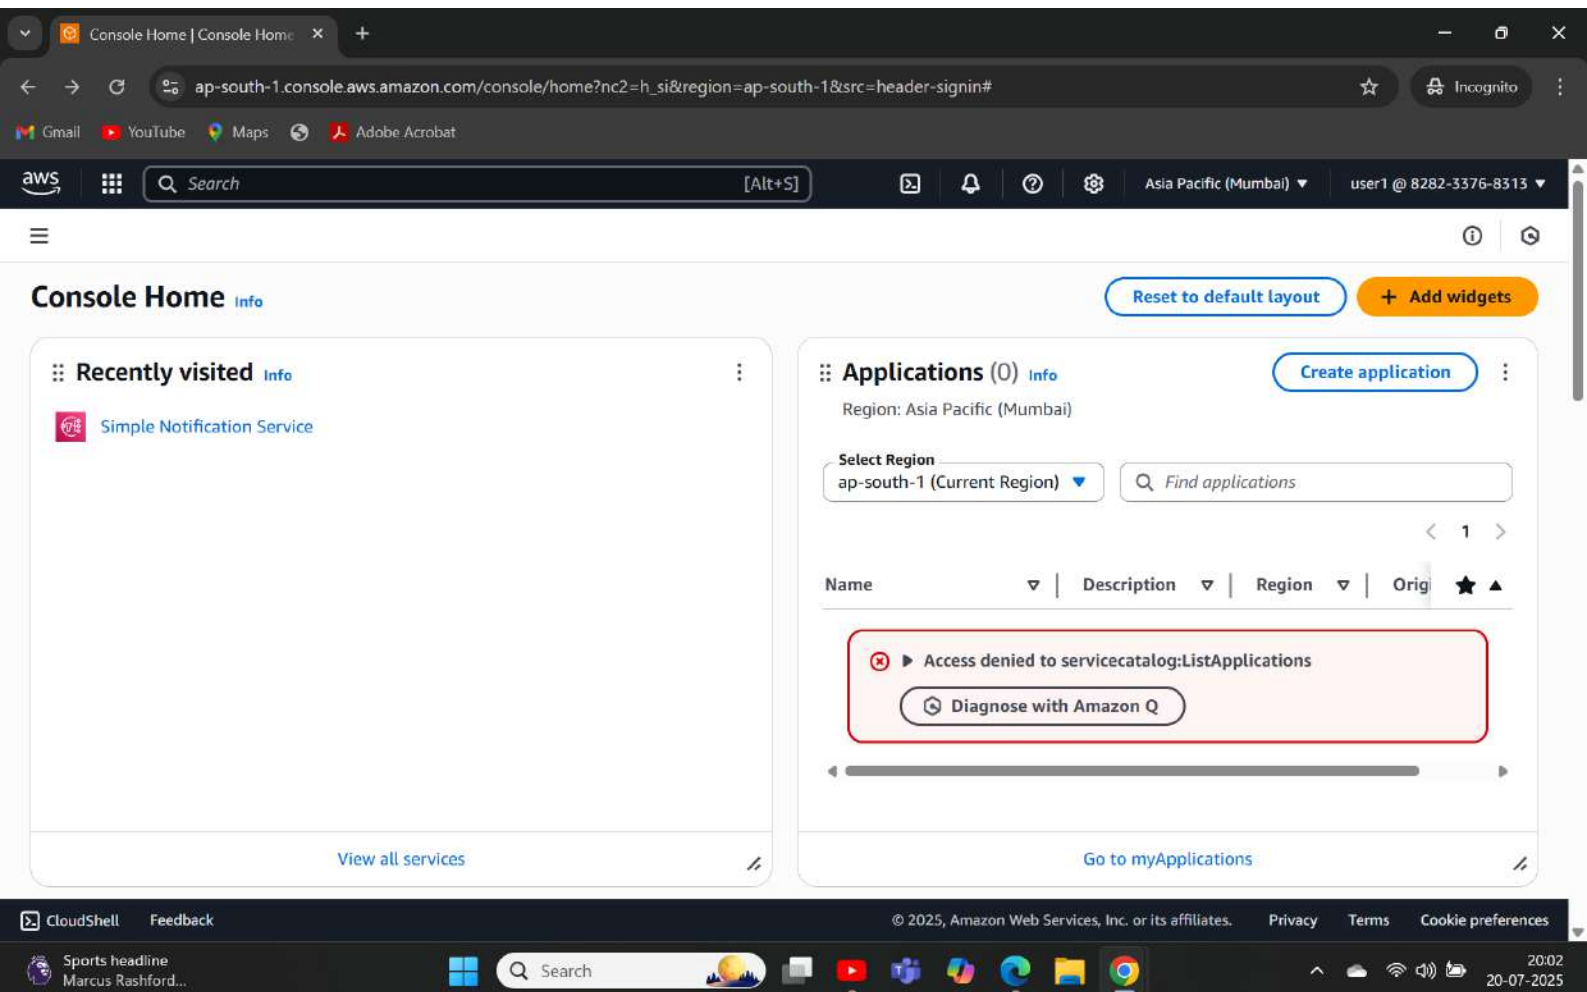 Console Home | Console Home
ap-south-1.console.aws.amazon.com/console/home?nc2=h_si&region=ap-south-1&src=header-signin#
Incognito
Gmail YouTube Maps Adobe Acrobat
aws Search [Alt+S] Asia Pacific (Mumbai) user1 @ 8282-3376-8313
Console Home Info Reset to default layout + Add widgets
Recently visited Info
Simple Notification Service
View all services
Applications (0) Info Create application
Region: Asia Pacific (Mumbai)
Select Region
ap-south-1 (Current Region) Find applications
1
Name Description Region Origi
Access denied to servicecatalog:ListApplications
Diagnose with Amazon Q
Go to myApplications
CloudShell Feedback © 2025, Amazon Web Services, Inc. or its affiliates. Privacy Terms Cookie preferences
Sports headline
Marcus Rashford...
Search
20:02
20-07-2025